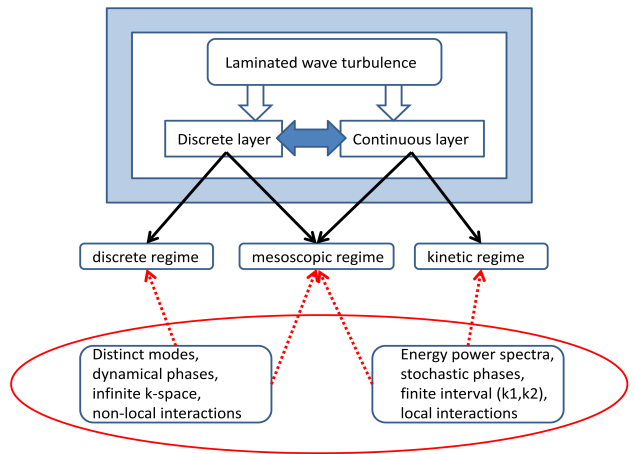 Laminated wave turbulence
Discrete layer
Continuous layer
discrete regime
mesoscopic regime
kinetic regime
Distinct modes,
dynamical phases,
infinite k-space,
non-local interactions
Energy power spectra,
stochastic phases,
finite interval (k1,k2),
local interactions